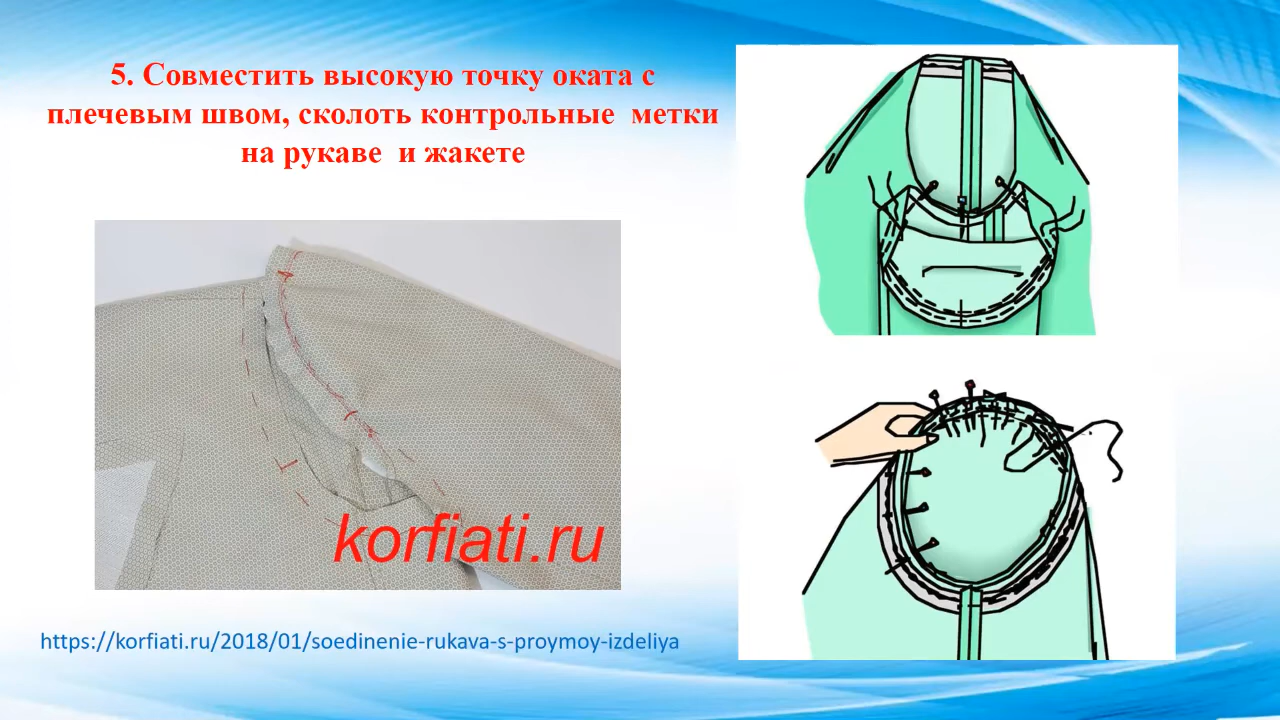 5. Совместить высокую точку оката с
плечевым швом, сколоть контрольные  метки
на рукаве  и жакете
korfiati.ru
https://korfiati.ru/2018/01/soedinenie-rukava-s-proymoy-izdeliya